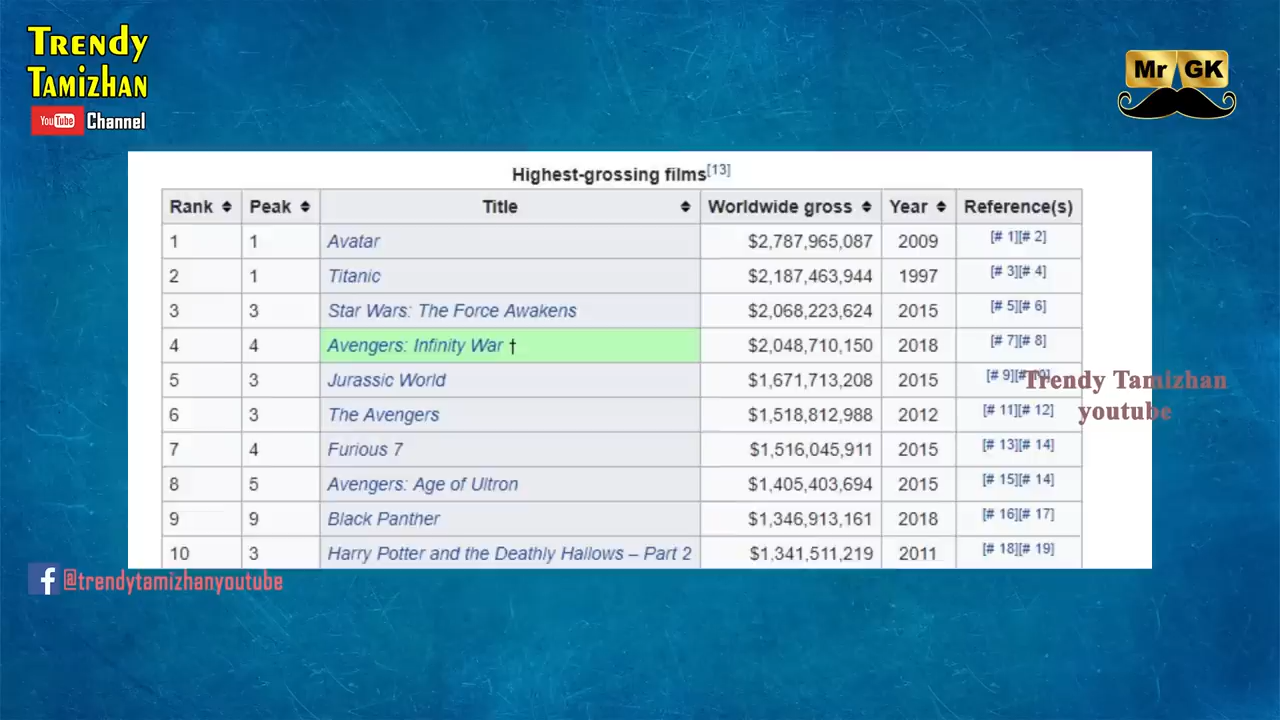 Trendy
Tamizhan
YouTube Channel
Mr GK
Highest-grossing films[13]
Rank Peak Title Worldwide gross Year Reference(s)
1 1 Avatar $2,787,965,087 2009 [# 1][# 2]
2 1 Titanic $2,187,463,944 1997 [# 3][# 4]
3 3 Star Wars: The Force Awakens $2,068,223,624 2015 [# 5][# 6]
4 4 Avengers: Infinity War † $2,048,710,150 2018 [# 7][# 8]
5 3 Jurassic World $1,671,713,208 2015 [# 9]
Trendy Tamizhan
6 3 The Avengers $1,518,812,988 2012 [# 11][# 12]
youtube
7 4 Furious 7 $1,516,045,911 2015 [# 13][# 14]
8 5 Avengers: Age of Ultron $1,405,403,694 2015 [# 15][# 14]
9 9 Black Panther $1,346,913,161 2018 [# 16][# 17]
10 3 Harry Potter and the Deathly Hallows – Part 2 $1,341,511,219 2011 [# 18][# 19]
f @trendytamizhanyoutube